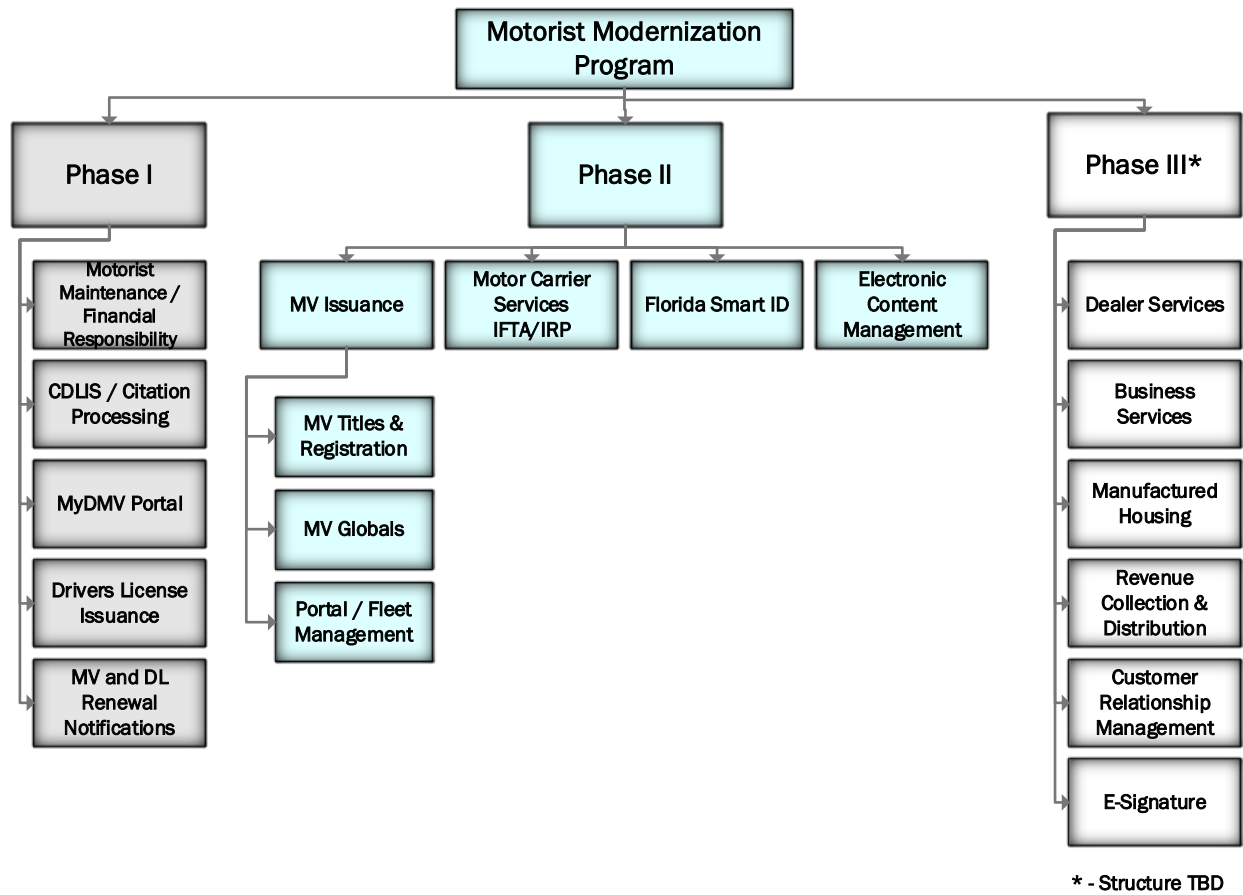 Motorist Modernization
Program
Phase I
Phase II
Phase III*
Motorist
Maintenance /
Financial
Responsibility
CDLIS / Citation
Processing
MyDMV Portal
Drivers License
Issuance
MV and DL
Renewal
Notifications
MV Issuance
Motor Carrier
Services
IFTA/IRP
Florida Smart ID
Electronic
Content
Management
MV Titles &
Registration
MV Globals
Portal / Fleet
Management
Dealer Services
Business
Services
Manufactured
Housing
Revenue
Collection &
Distribution
Customer
Relationship
Management
E-Signature
* - Structure TBD